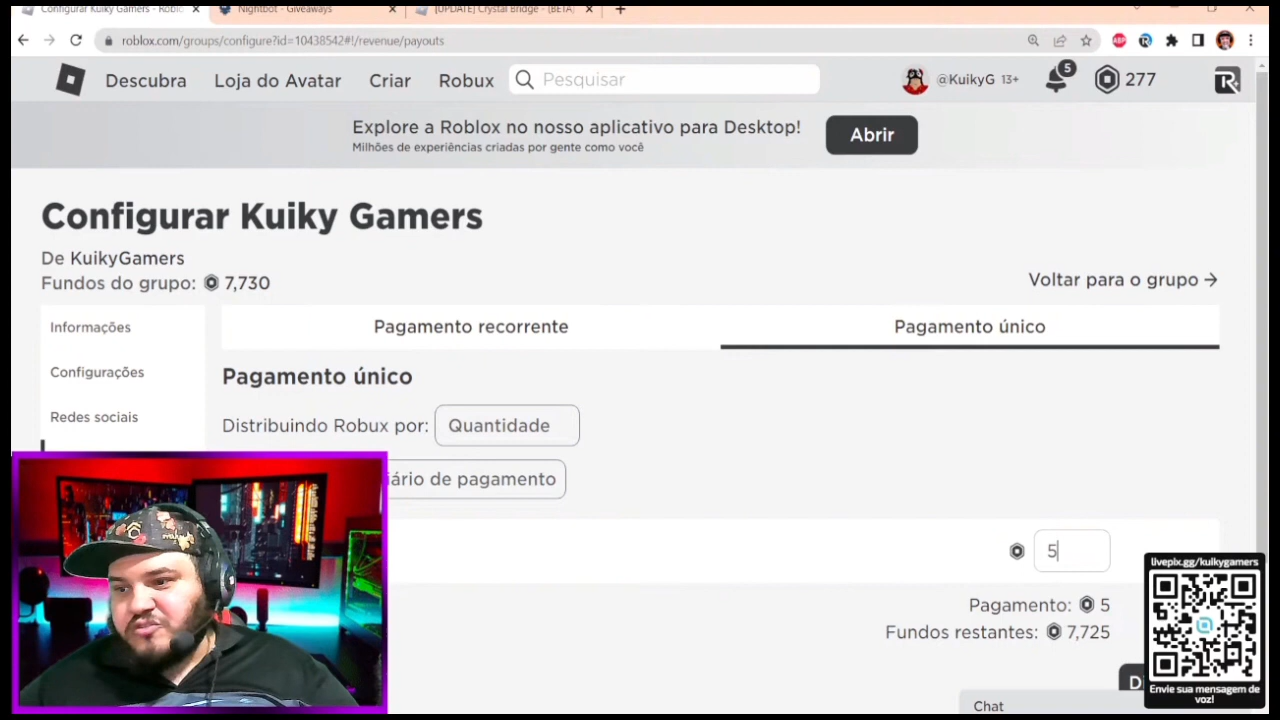 Configurar Kuiky Gamers - Roblo
Nightbot - Giveaways
[UPDATE] Crystal Bridge - (BETA)
roblox.com/groups/configure?id=10438542#!/revenue/payouts
Descubra
Loja do Avatar
Criar
Robux
Pesquisar
@KuikyG 13+
5
277
Explore a Roblox no nosso aplicativo para Desktop!
Milhões de experiências criadas por gente como você
Abrir
Configurar Kuiky Gamers
De KuikyGamers
Fundos do grupo: 7,730
Voltar para o grupo →
Informações
Configurações
Redes sociais
Pagamento recorrente
Pagamento único
Pagamento único
Distribuindo Robux por: Quantidade
iário de pagamento
5
Pagamento: 5
Fundos restantes: 7,725
Di
Chat
livepix.gg/kuikygamers
Envie sua mensagem de
voz!